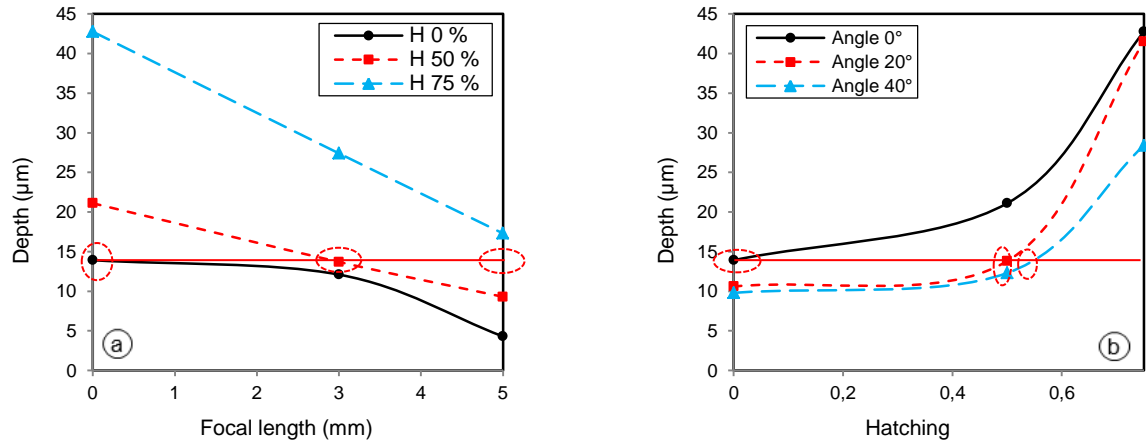 45
40
35
30
25
20
15
10
5
0
Depth (µm)
H 0 %
H 50 %
H 75 %
a
0 1 2 3 4 5
Focal length (mm)
45
40
35
30
25
20
15
10
5
0
Depth (µm)
Angle 0°
Angle 20°
Angle 40°
b
0 0,2 0,4 0,6
Hatching